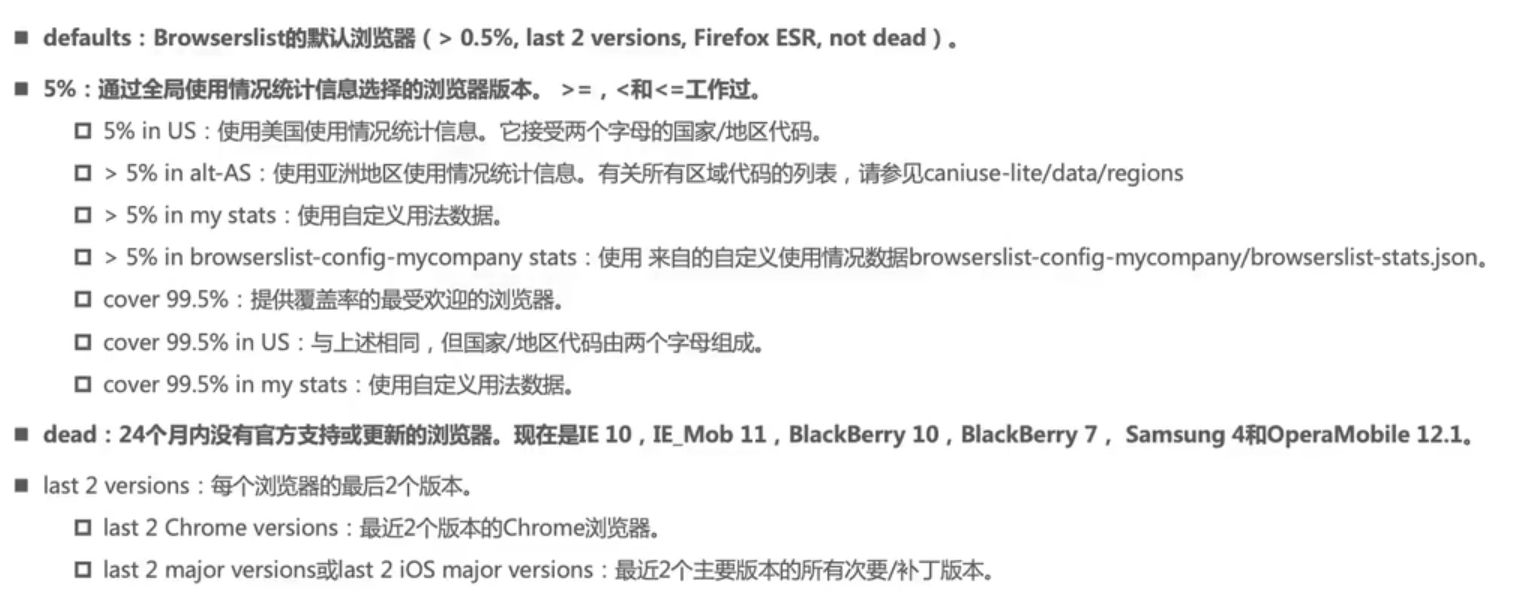 ■ defaults：Browserslist的默认浏览器（> 0.5%, last 2 versions, Firefox ESR, not dead）。
■ 5%：通过全局使用情况统计信息选择的浏览器版本。 >=，<和<=工作过。
□ 5% in US：使用美国使用情况统计信息。它接受两个字母的国家/地区代码。
□ > 5% in alt-AS：使用亚洲地区使用情况统计信息。有关所有区域代码的列表，请参见caniuse-lite/data/regions
□ > 5% in my stats：使用自定义用法数据。
□ > 5% in browserslist-config-mycompany stats：使用 来自的自定义使用情况数据browserslist-config-mycompany/browserslist-stats.json。
□ cover 99.5%：提供覆盖率的最受欢迎的浏览器。
□ cover 99.5% in US：与上述相同，但国家/地区代码由两个字母组成。
□ cover 99.5% in my stats：使用自定义用法数据。
■ dead：24个月内没有官方支持或更新的浏览器。现在是IE 10，IE_Mob 11，BlackBerry 10，BlackBerry 7， Samsung 4和OperaMobile 12.1。
■ last 2 versions：每个浏览器的最后2个版本。
□ last 2 Chrome versions：最近2个版本的Chrome浏览器。
□ last 2 major versions或last 2 iOS major versions：最近2个主要版本的所有次要/补丁版本。